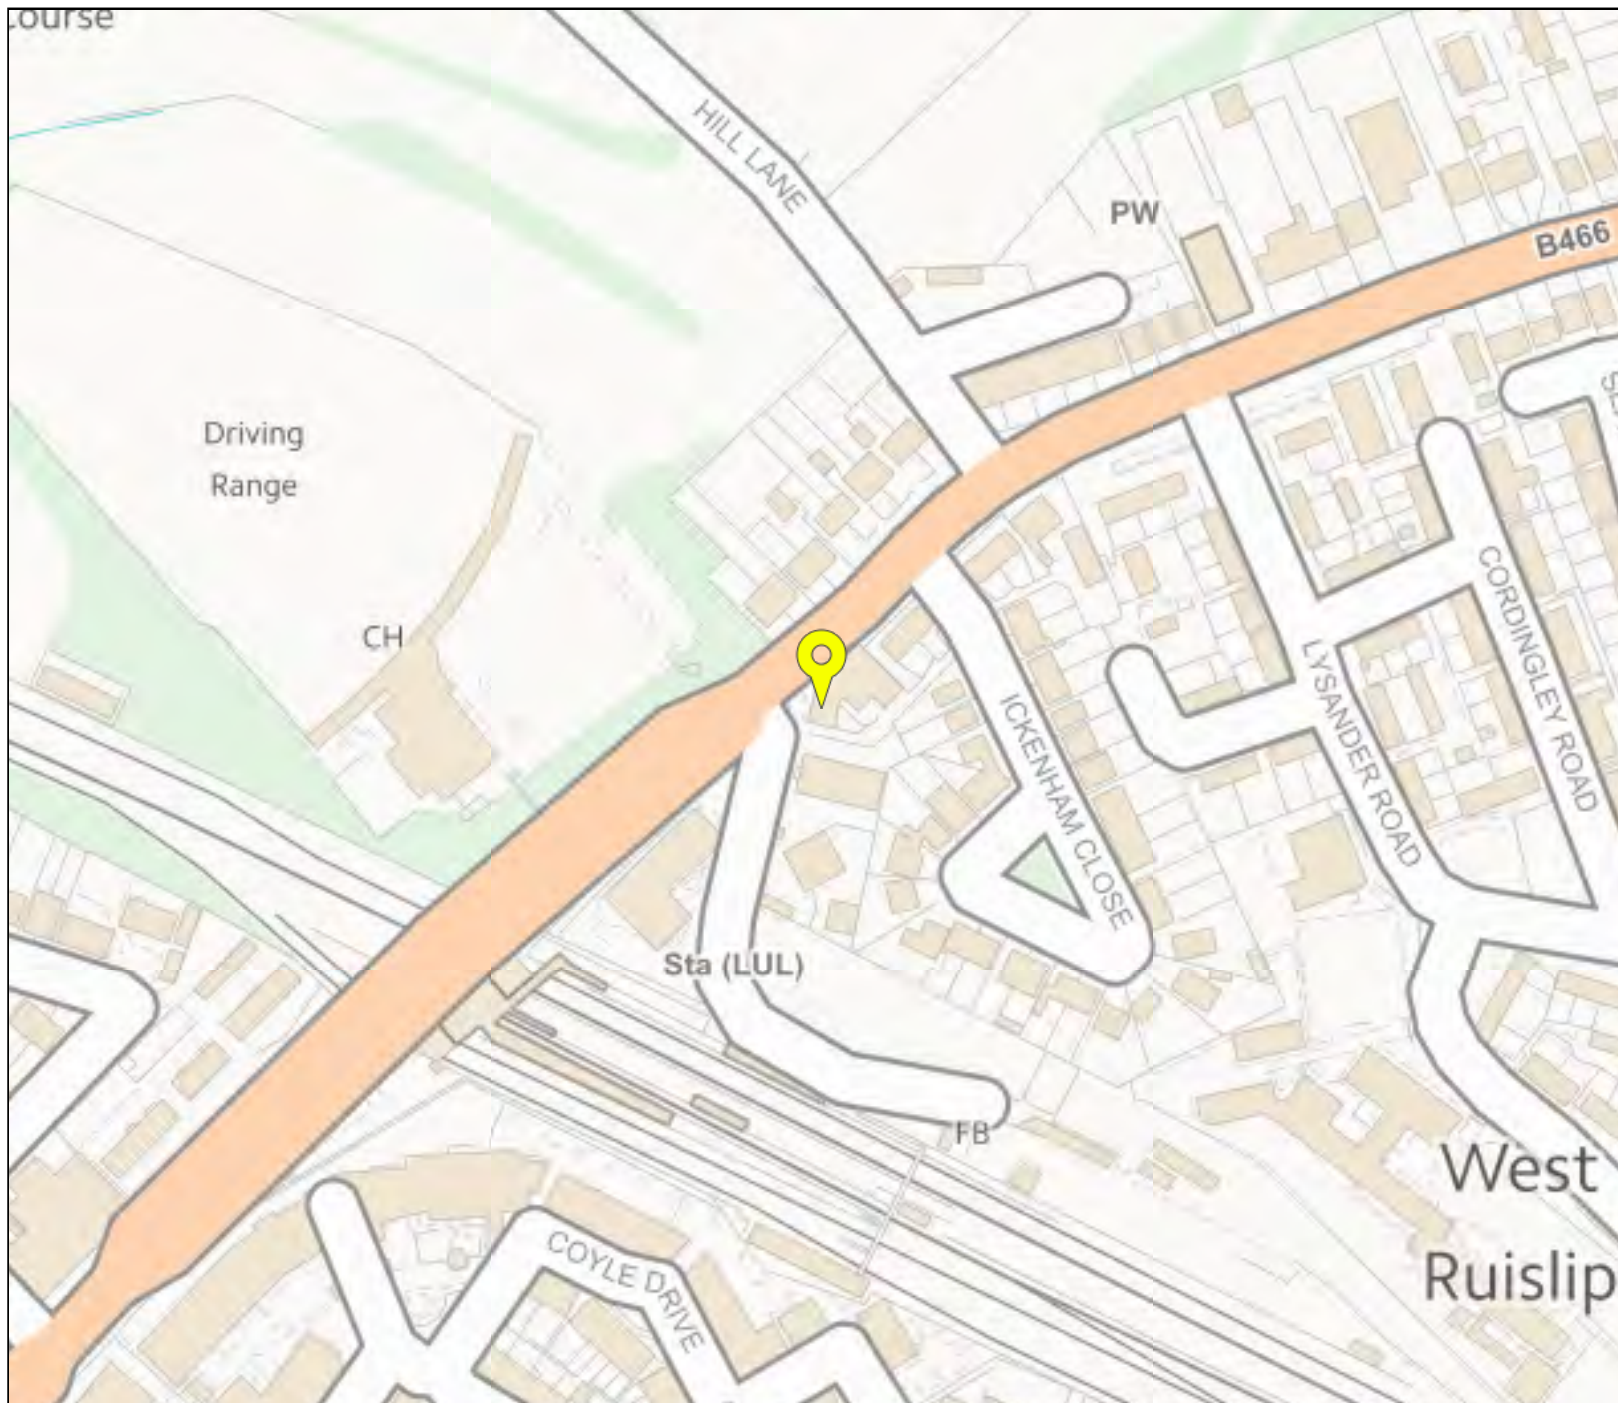 HILL LANE
PW
B466
Driving
Range
CH
CORDINGLEY ROAD
LYSANDER ROAD
ICKENHAM CLOSE
Sta (LUL)
FB
West
Ruislip
COYLE DRIVE